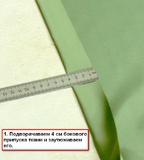 1. Подворачиваем 4 см бокового
припуска ткани и заутюживаем
его.